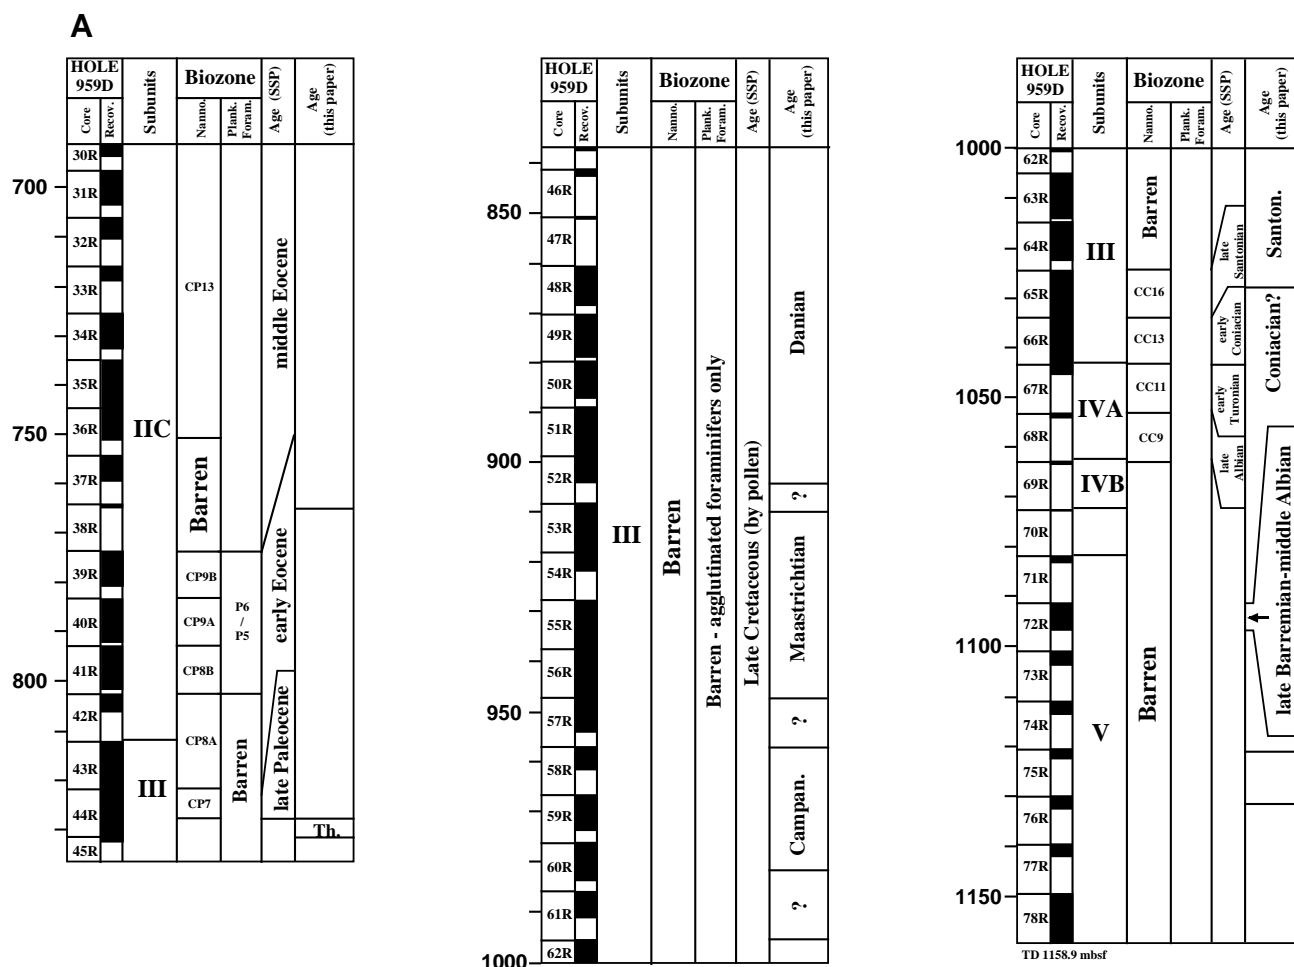 A
HOLE
959D
Subunits
Biozone
Age (SSP)
Age
(this paper)
Core
Recov.
Nanno.
Plank.
Foram.
700
750
800
30R
31R
32R
33R
34R
35R
36R
37R
38R
39R
40R
41R
42R
43R
44R
45R
IIC
III
CP13
Barren
CP9B
CP9A
CP8B
CP8A
CP7
P6
/
P5
Barren
middle Eocene
early Eocene
late Paleocene
Th.
HOLE
959D
Subunits
Biozone
Age (SSP)
Age
(this paper)
Core
Recov.
Nanno.
Plank.
Foram.
850
900
950
1000
46R
47R
48R
49R
50R
51R
52R
53R
54R
55R
56R
57R
58R
59R
60R
61R
62R
III
Barren
Barren - agglutinated foraminifers only
Late Cretaceous (by pollen)
Danian
?
Maastrichtian
?
Campan.
?
HOLE
959D
Subunits
Biozone
Age (SSP)
Age
(this paper)
Core
Recov.
Nanno.
Plank.
Foram.
1000
1050
1100
1150
62R
63R
64R
65R
66R
67R
68R
69R
70R
71R
72R
73R
74R
75R
76R
77R
78R
III
IVA
IVB
V
Barren
CC16
CC13
CC11
CC9
Barren
late
Santonian
early
Coniacian
early
Turonian
late
Albian
Santon.
Coniacian?
late Barremian-middle Albian
TD 1158.9 mbsf